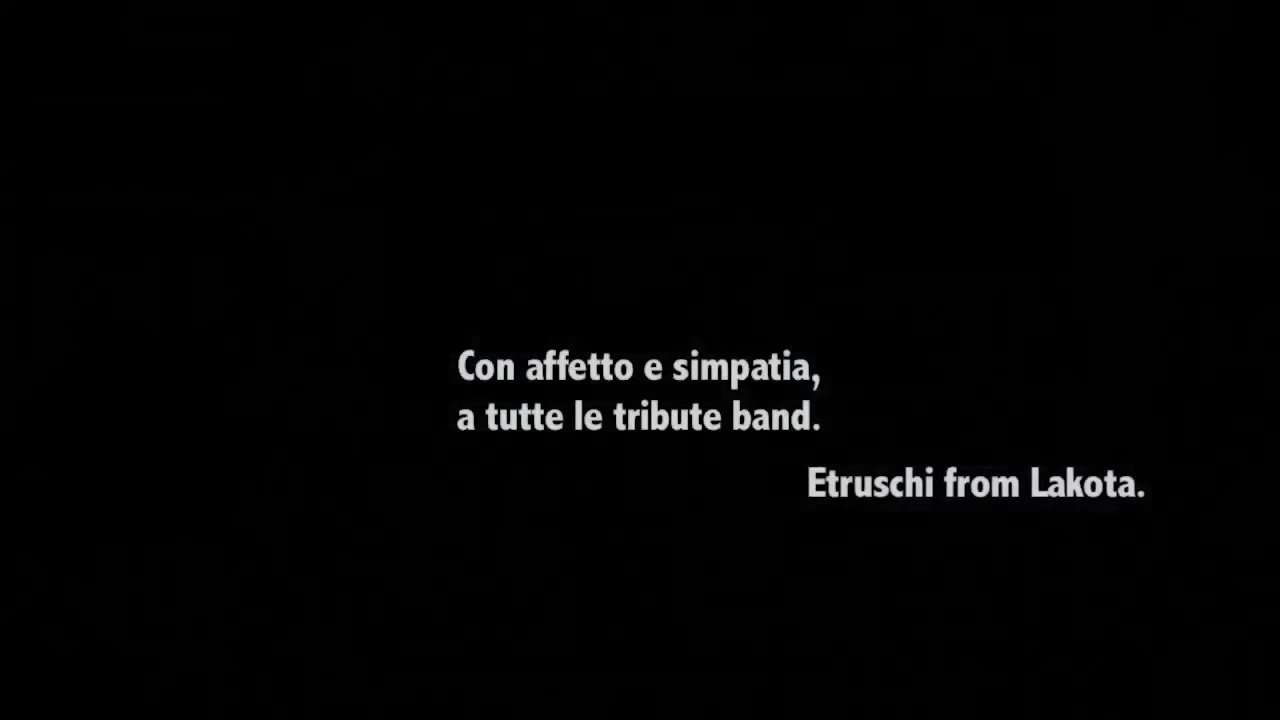 Con affetto e simpatia,
a tutte le tribute band.
Etruschi from Lakota.